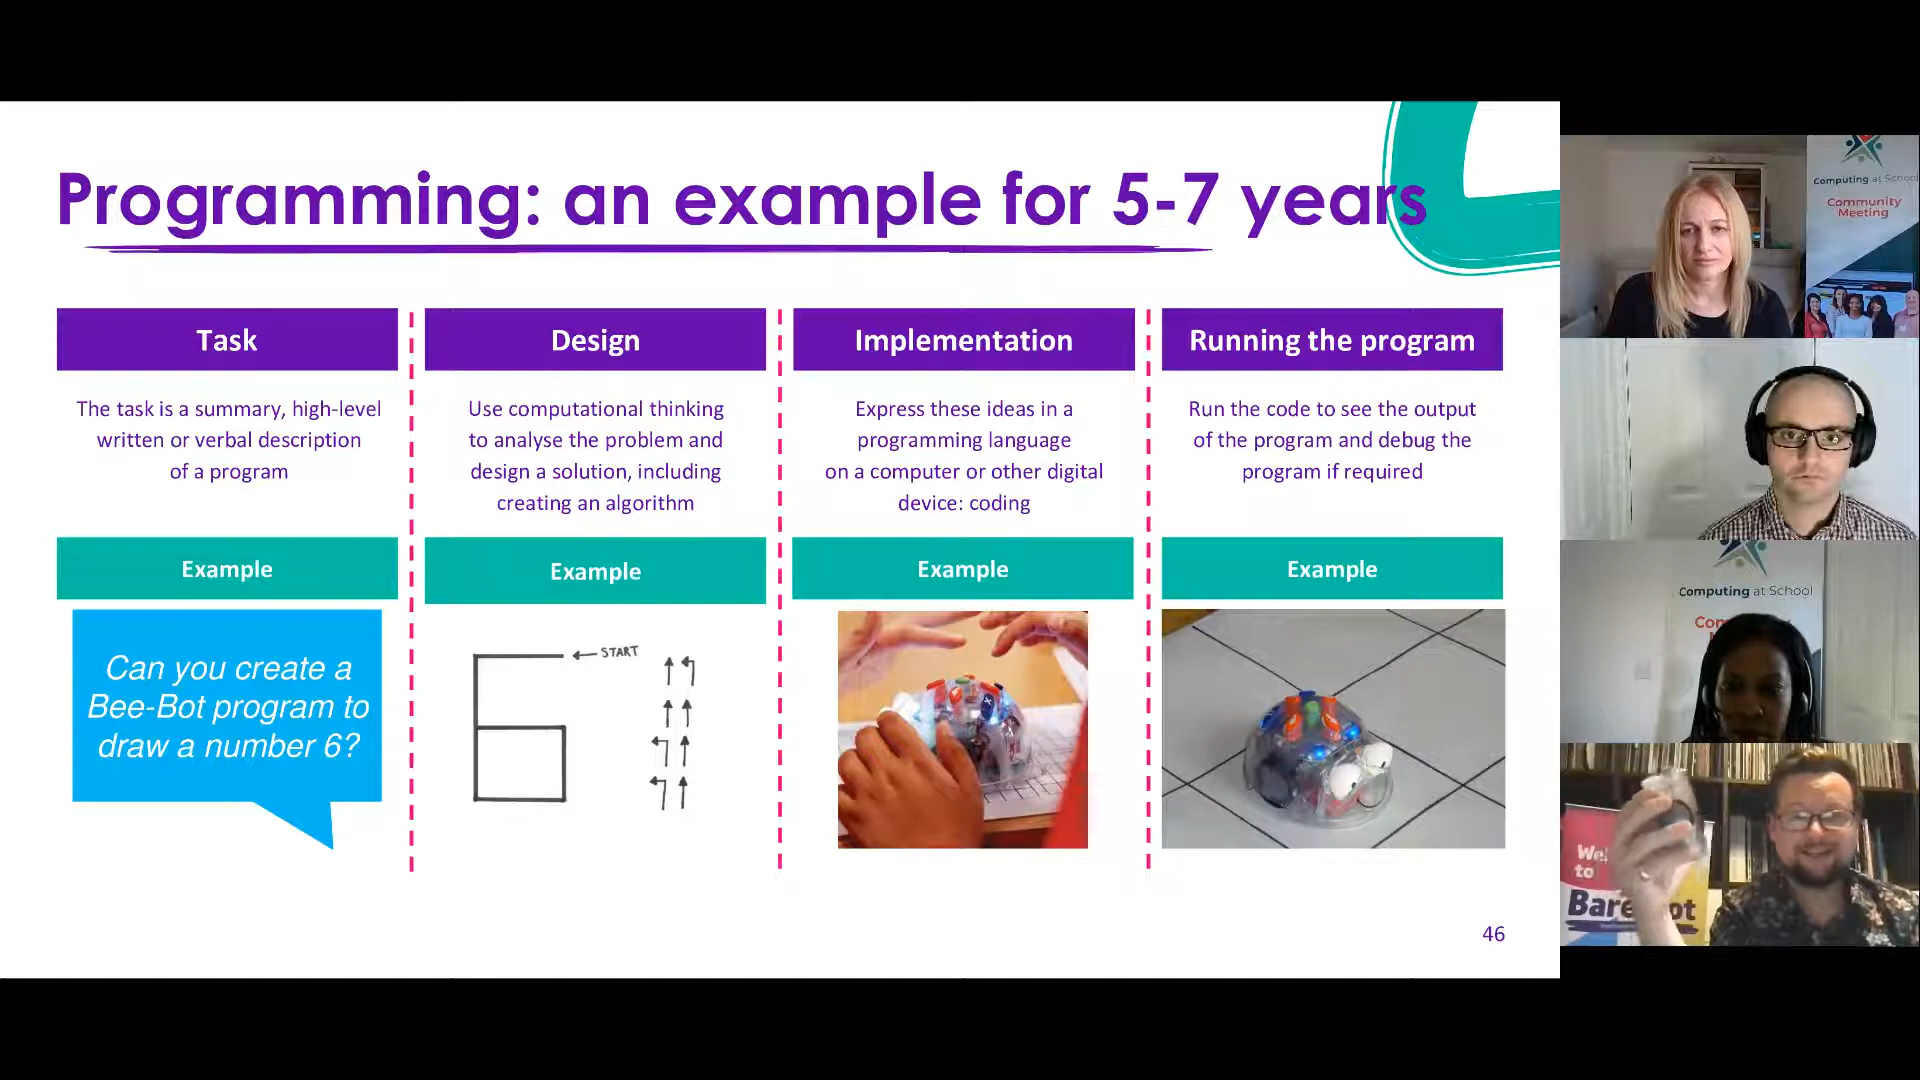 Programming: an example for 5-7 years
Task
The task is a summary, high-level
written or verbal description
of a program
Example
Can you create a
Bee-Bot program to
draw a number 6?
Design
Use computational thinking
to analyse the problem and
design a solution, including
creating an algorithm
Example
START
Implementation
Express these ideas in a
programming language
on a computer or other digital
device: coding
Example
Running the program
Run the code to see the output
of the program and debug the
program if required
Example
46
Computing at School
Community
Meeting
Computing at School
to